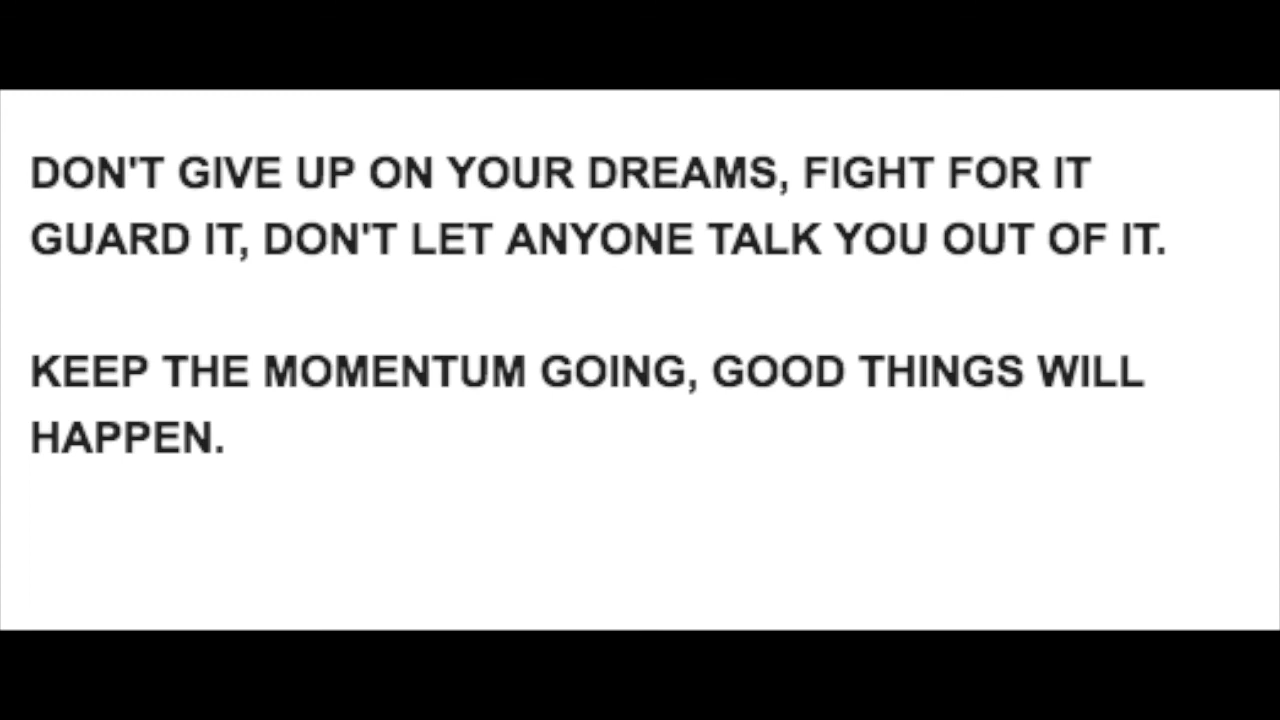 DON'T GIVE UP ON YOUR DREAMS, FIGHT FOR IT
GUARD IT, DON'T LET ANYONE TALK YOU OUT OF IT.
KEEP THE MOMENTUM GOING, GOOD THINGS WILL
HAPPEN.